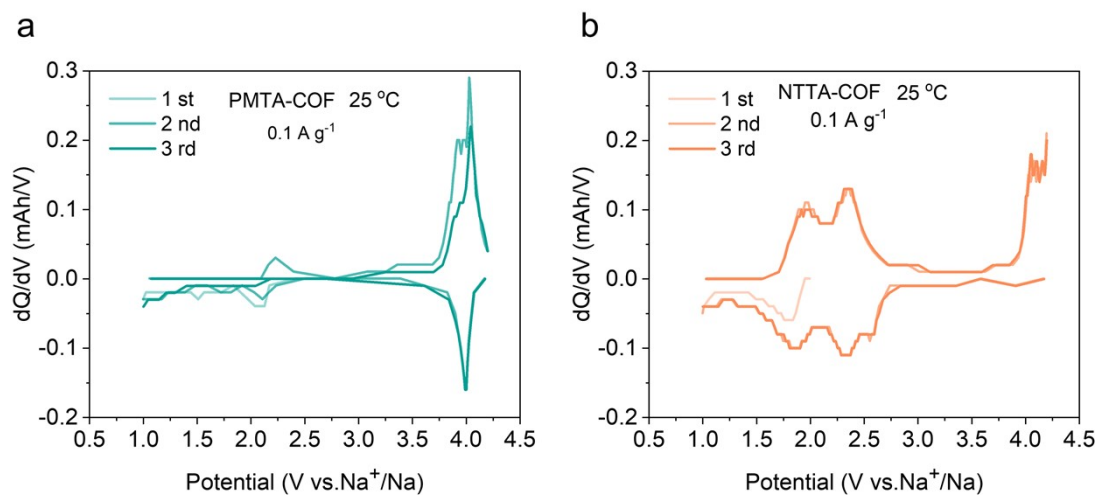 a
0.3
0.2
0.1
0.0
-0.1
-0.2
dQ/dV (mAh/V)
1 st
2 nd
3 rd
PMTA-COF 25 °C
0.1 A g⁻¹
0.5 1.0 1.5 2.0 2.5 3.0 3.5 4.0 4.5
Potential (V vs.Na⁺/Na)
b
0.3
0.2
0.1
0.0
-0.1
-0.2
dQ/dV (mAh/V)
1 st
2 nd
3 rd
NTTA-COF 25 °C
0.1 A g⁻¹
0.5 1.0 1.5 2.0 2.5 3.0 3.5 4.0 4.5
Potential (V vs.Na⁺/Na)